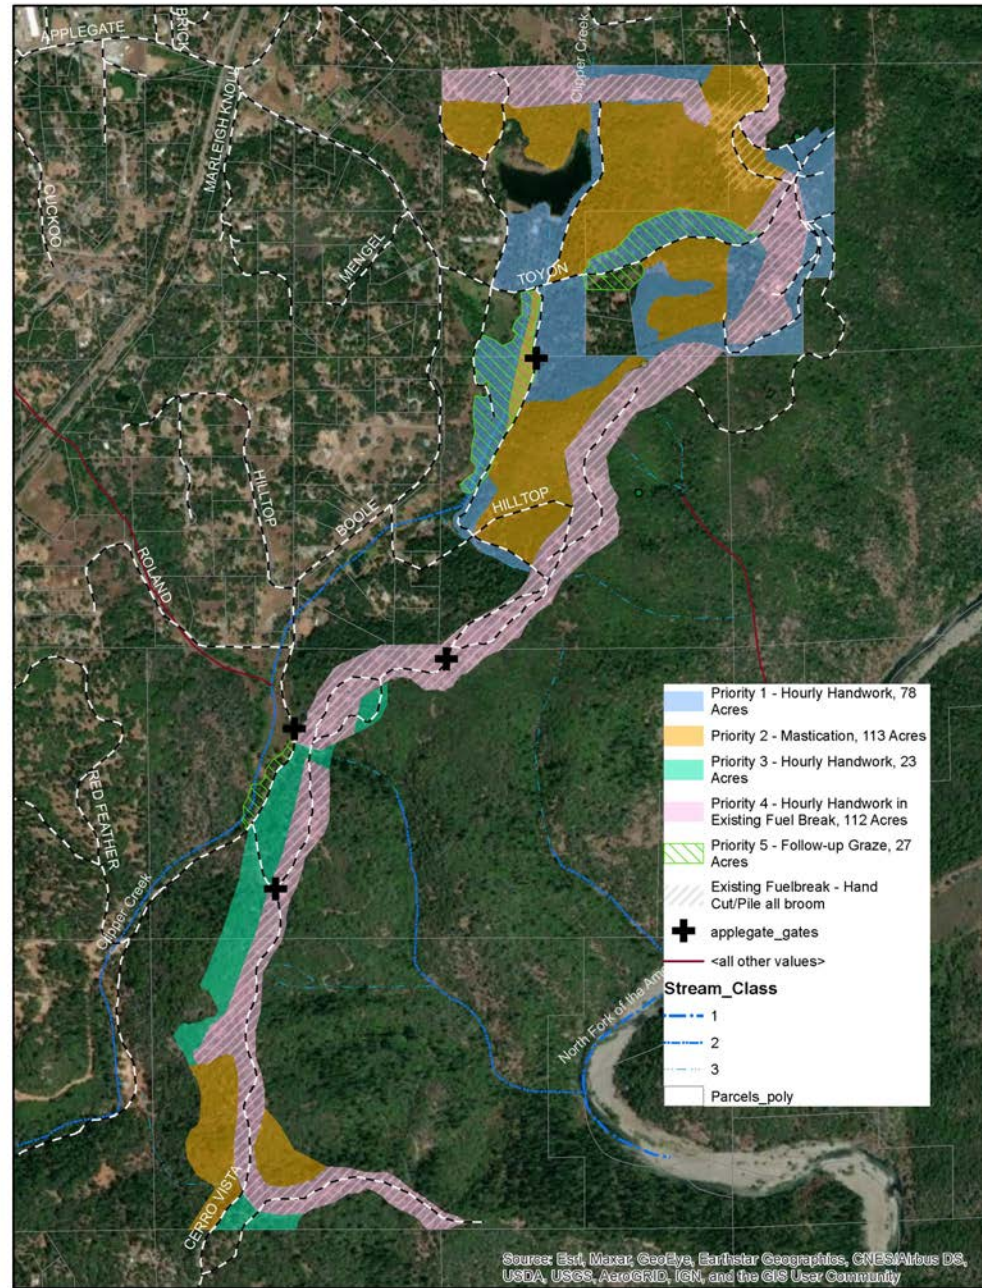 APPLEGATE
BRICK
Clipper Creek
MARLEIGH KNOLL
CUCKOO
MENGEL
TOYON
HILLTOP
HILLTOP
BOOLE
ROLAND
RED FEATHER
Clipper Creek
North Fork of the Am
CERRO VISTA
Priority 1 - Hourly Handwork, 78
Acres
Priority 2 - Mastication, 113 Acres
Priority 3 - Hourly Handwork, 23
Acres
Priority 4 - Hourly Handwork in
Existing Fuel Break, 112 Acres
Priority 5 - Follow-up Graze, 27
Acres
Existing Fuelbreak - Hand
Cut/Pile all broom
applegate_gates
<all other values>
Stream_Class
1
2
3
Parcels_poly
Source: Esri, Maxar, GeoEye, Earthstar Geographics, CNES/Airbus DS,
USDA, USGS, AeroGRID, IGN, and the GIS User Community